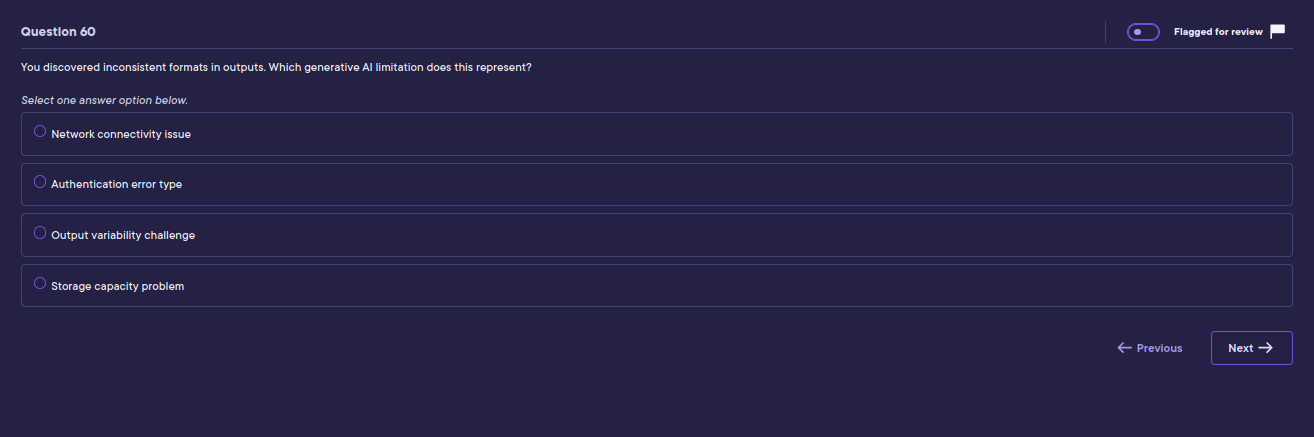 Question 60
Flagged for review
You discovered inconsistent formats in outputs. Which generative AI limitation does this represent?
Select one answer option below.
Network connectivity issue
Authentication error type
Output variability challenge
Storage capacity problem
Previous
Next